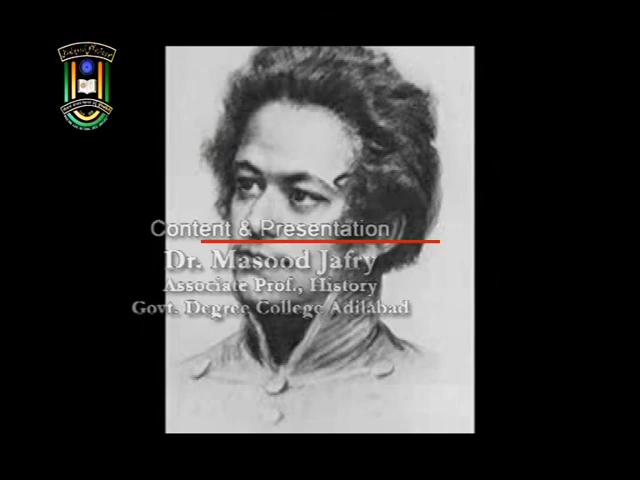 Content & Presentation
Dr. Masood Jafry
Associate Prof., History
Govt. Degree College Adilabad